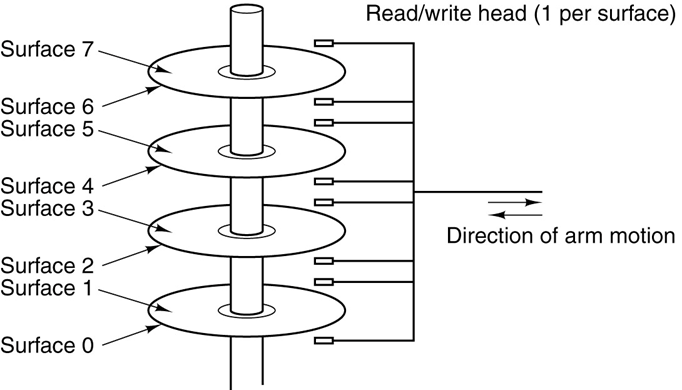 Read/write head (1 per surface)
Surface 7
Surface 6
Surface 5
Surface 4
Surface 3
Direction of arm motion
Surface 2
Surface 1
Surface 0